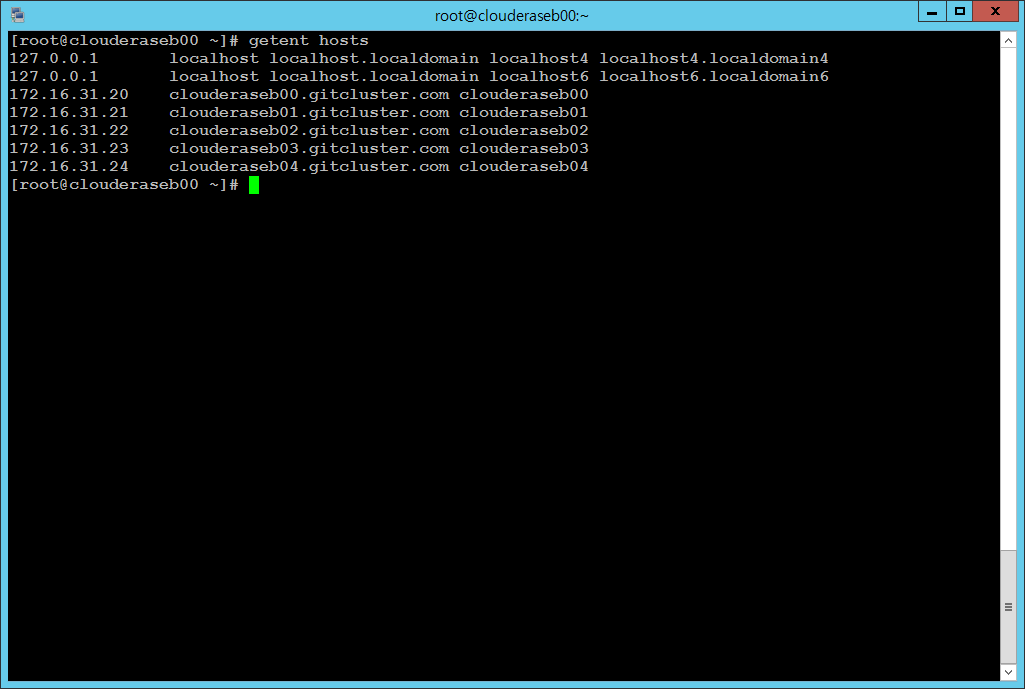 root@clouderaseb00:~
[root@clouderaseb00 ~]# getent hosts
127.0.0.1       localhost localhost.localdomain localhost4 localhost4.localdomain4
127.0.0.1       localhost localhost.localdomain localhost6 localhost6.localdomain6
172.16.31.20    clouderaseb00.gitcluster.com clouderaseb00
172.16.31.21    clouderaseb01.gitcluster.com clouderaseb01
172.16.31.22    clouderaseb02.gitcluster.com clouderaseb02
172.16.31.23    clouderaseb03.gitcluster.com clouderaseb03
172.16.31.24    clouderaseb04.gitcluster.com clouderaseb04
[root@clouderaseb00 ~]#